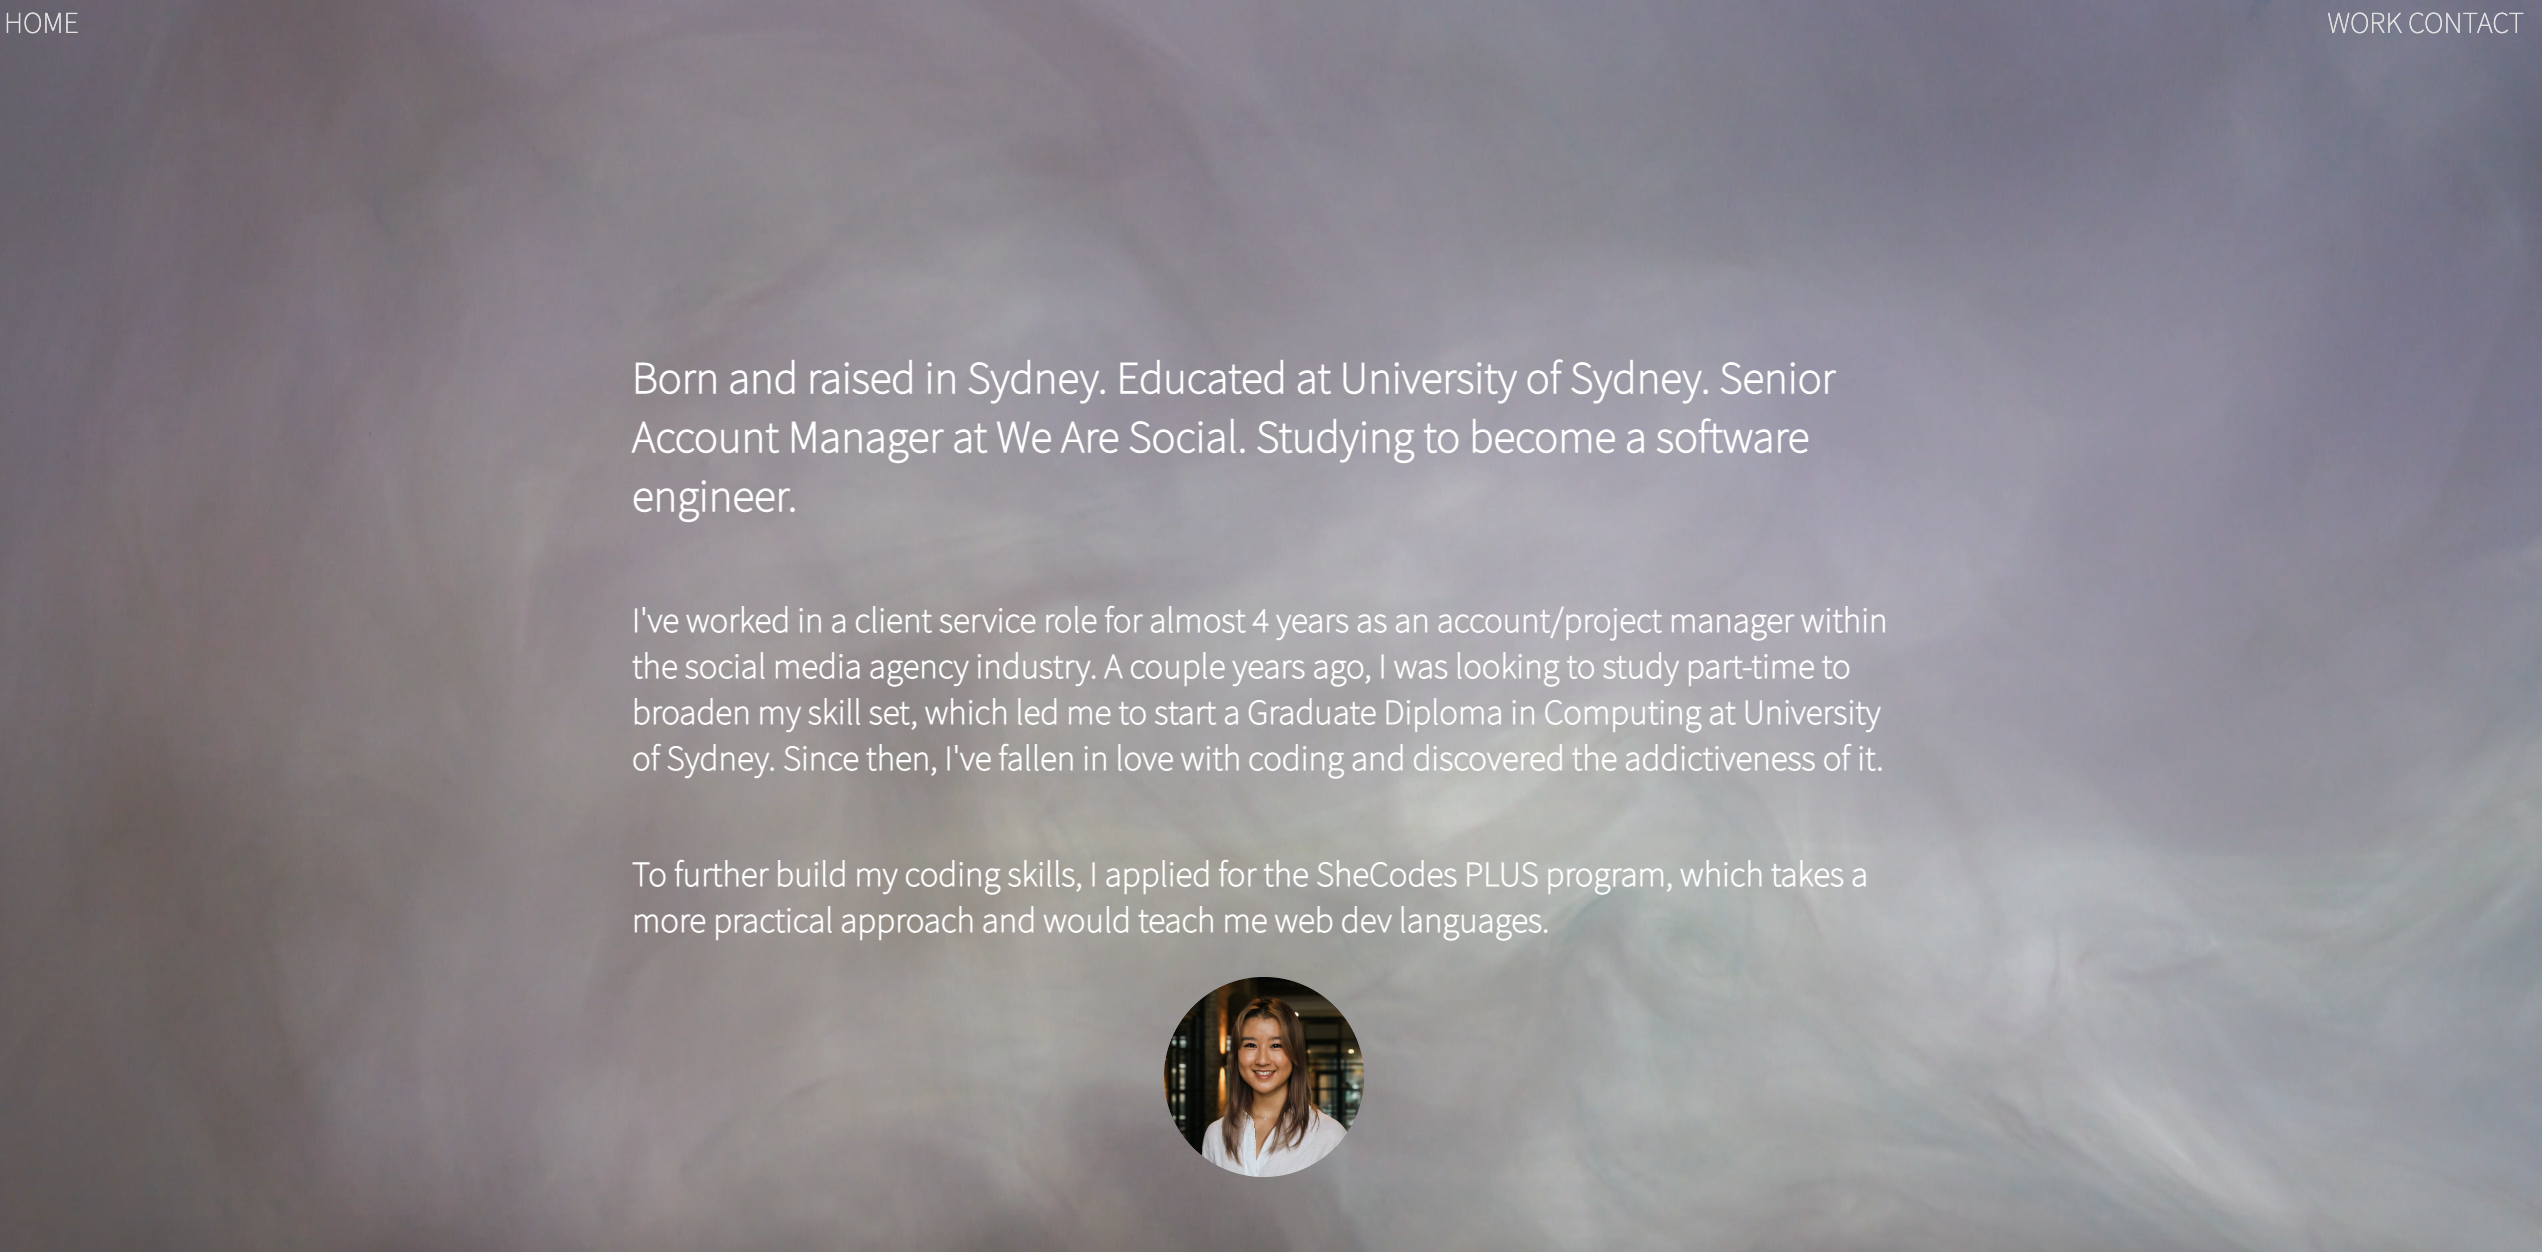 HOME
WORK CONTACT
Born and raised in Sydney. Educated at University of Sydney. Senior
Account Manager at We Are Social. Studying to become a software
engineer.
I've worked in a client service role for almost 4 years as an account/project manager within
the social media agency industry. A couple years ago, I was looking to study part-time to
broaden my skill set, which led me to start a Graduate Diploma in Computing at University
of Sydney. Since then, I've fallen in love with coding and discovered the addictiveness of it.
To further build my coding skills, I applied for the SheCodes PLUS program, which takes a
more practical approach and would teach me web dev languages.